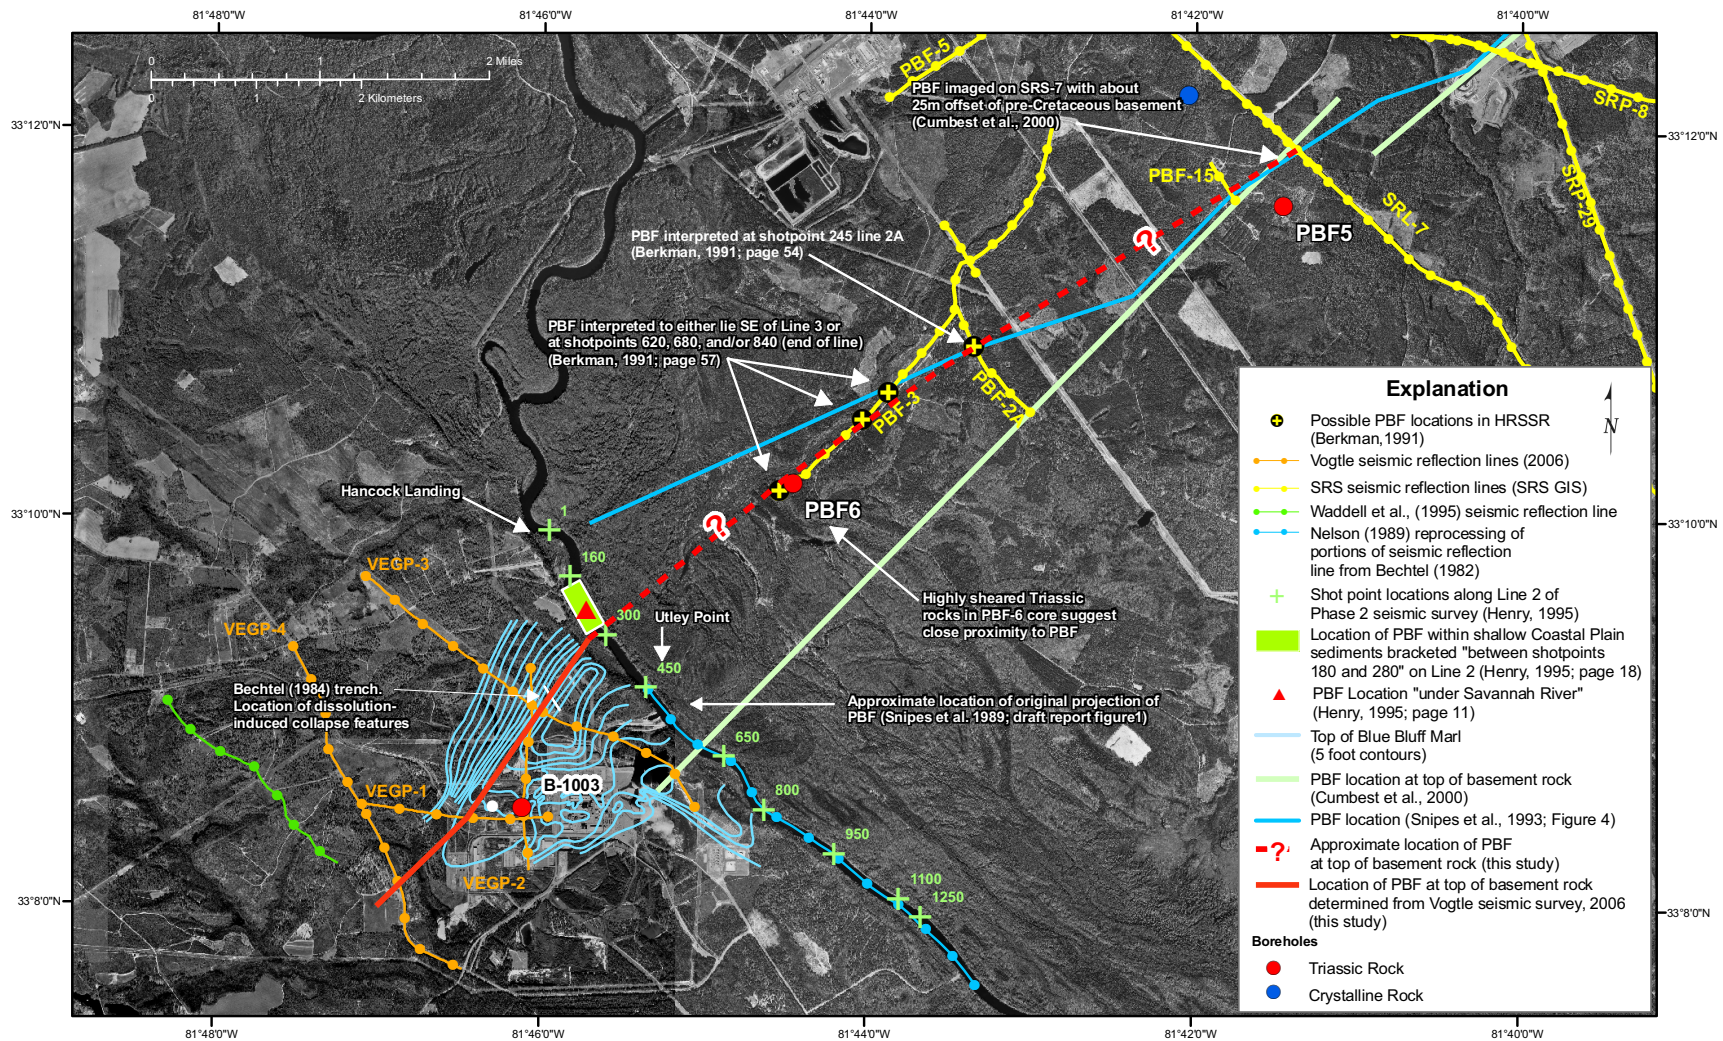 81°48'0"W
81°46'0"W
81°44'0"W
81°42'0"W
81°40'0"W
0
1
2 Miles
0
1
2 Kilometers
33°12'0"N
33°12'0"N
PBF-5
PBF imaged on SRS-7 with about
25m offset of pre-Cretaceous basement
(Cumbest et al., 2000)
SRP-8
PBF-15
SRL-7
SRP-29
PBF5
PBF interpreted at shotpoint 245 line 2A
(Berkman, 1991; page 54)
?
PBF interpreted to either lie SE of Line 3 or
at shotpoints 620, 680, and/or 840 (end of line)
(Berkman, 1991; page 57)
PBF-2A
PBF-3
Hancock Landing
PBF6
?
33°10'0"N
33°10'0"N
1
160
300
450
650
800
950
1100
1250
VEGP-3
VEGP-4
Utley Point
Highly sheared Triassic
rocks in PBF-6 core suggest
close proximity to PBF
Bechtel (1984) trench.
Location of dissolution-
induced collapse features
Approximate location of original projection of
PBF (Snipes et al. 1989; draft report figure1)
B-1003
VEGP-1
VEGP-2
33°8'0"N
33°8'0"N
Explanation
N
Possible PBF locations in HRSSR
(Berkman,1991)
Vogtle seismic reflection lines (2006)
SRS seismic reflection lines (SRS GIS)
Waddell et al., (1995) seismic reflection line
Nelson (1989) reprocessing of
portions of seismic reflection
line from Bechtel (1982)
Shot point locations along Line 2 of
Phase 2 seismic survey (Henry, 1995)
Location of PBF within shallow Coastal Plain
sediments bracketed "between shotpoints
180 and 280" on Line 2 (Henry, 1995; page 18)
PBF Location "under Savannah River"
(Henry, 1995; page 11)
Top of Blue Bluff Marl
(5 foot contours)
PBF location at top of basement rock
(Cumbest et al., 2000)
PBF location (Snipes et al., 1993; Figure 4)
?
Approximate location of PBF
at top of basement rock (this study)
Location of PBF at top of basement rock
determined from Vogtle seismic survey, 2006
(this study)
Boreholes
Triassic Rock
Crystalline Rock
81°48'0"W
81°46'0"W
81°44'0"W
81°42'0"W
81°40'0"W